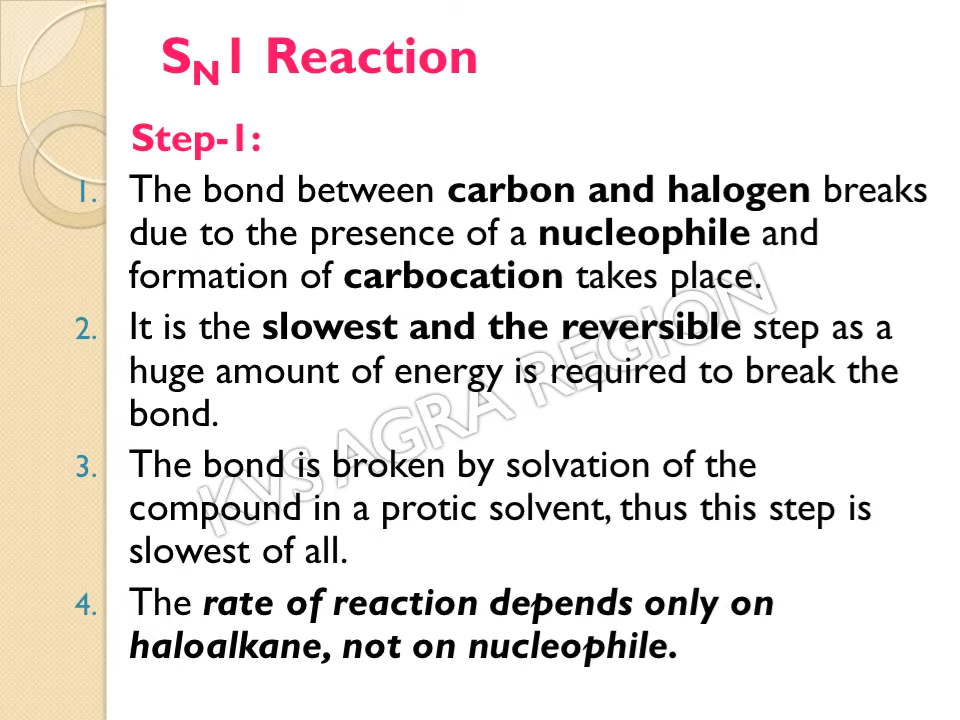 SN1 Reaction
Step-1:
1. The bond between carbon and halogen breaks
due to the presence of a nucleophile and
formation of carbocation takes place.
2. It is the slowest and the reversible step as a
huge amount of energy is required to break the
bond.
3. The bond is broken by solvation of the
compound in a protic solvent, thus this step is
slowest of all.
4. The rate of reaction depends only on
haloalkane, not on nucleophile.
KVS AGRA REGION